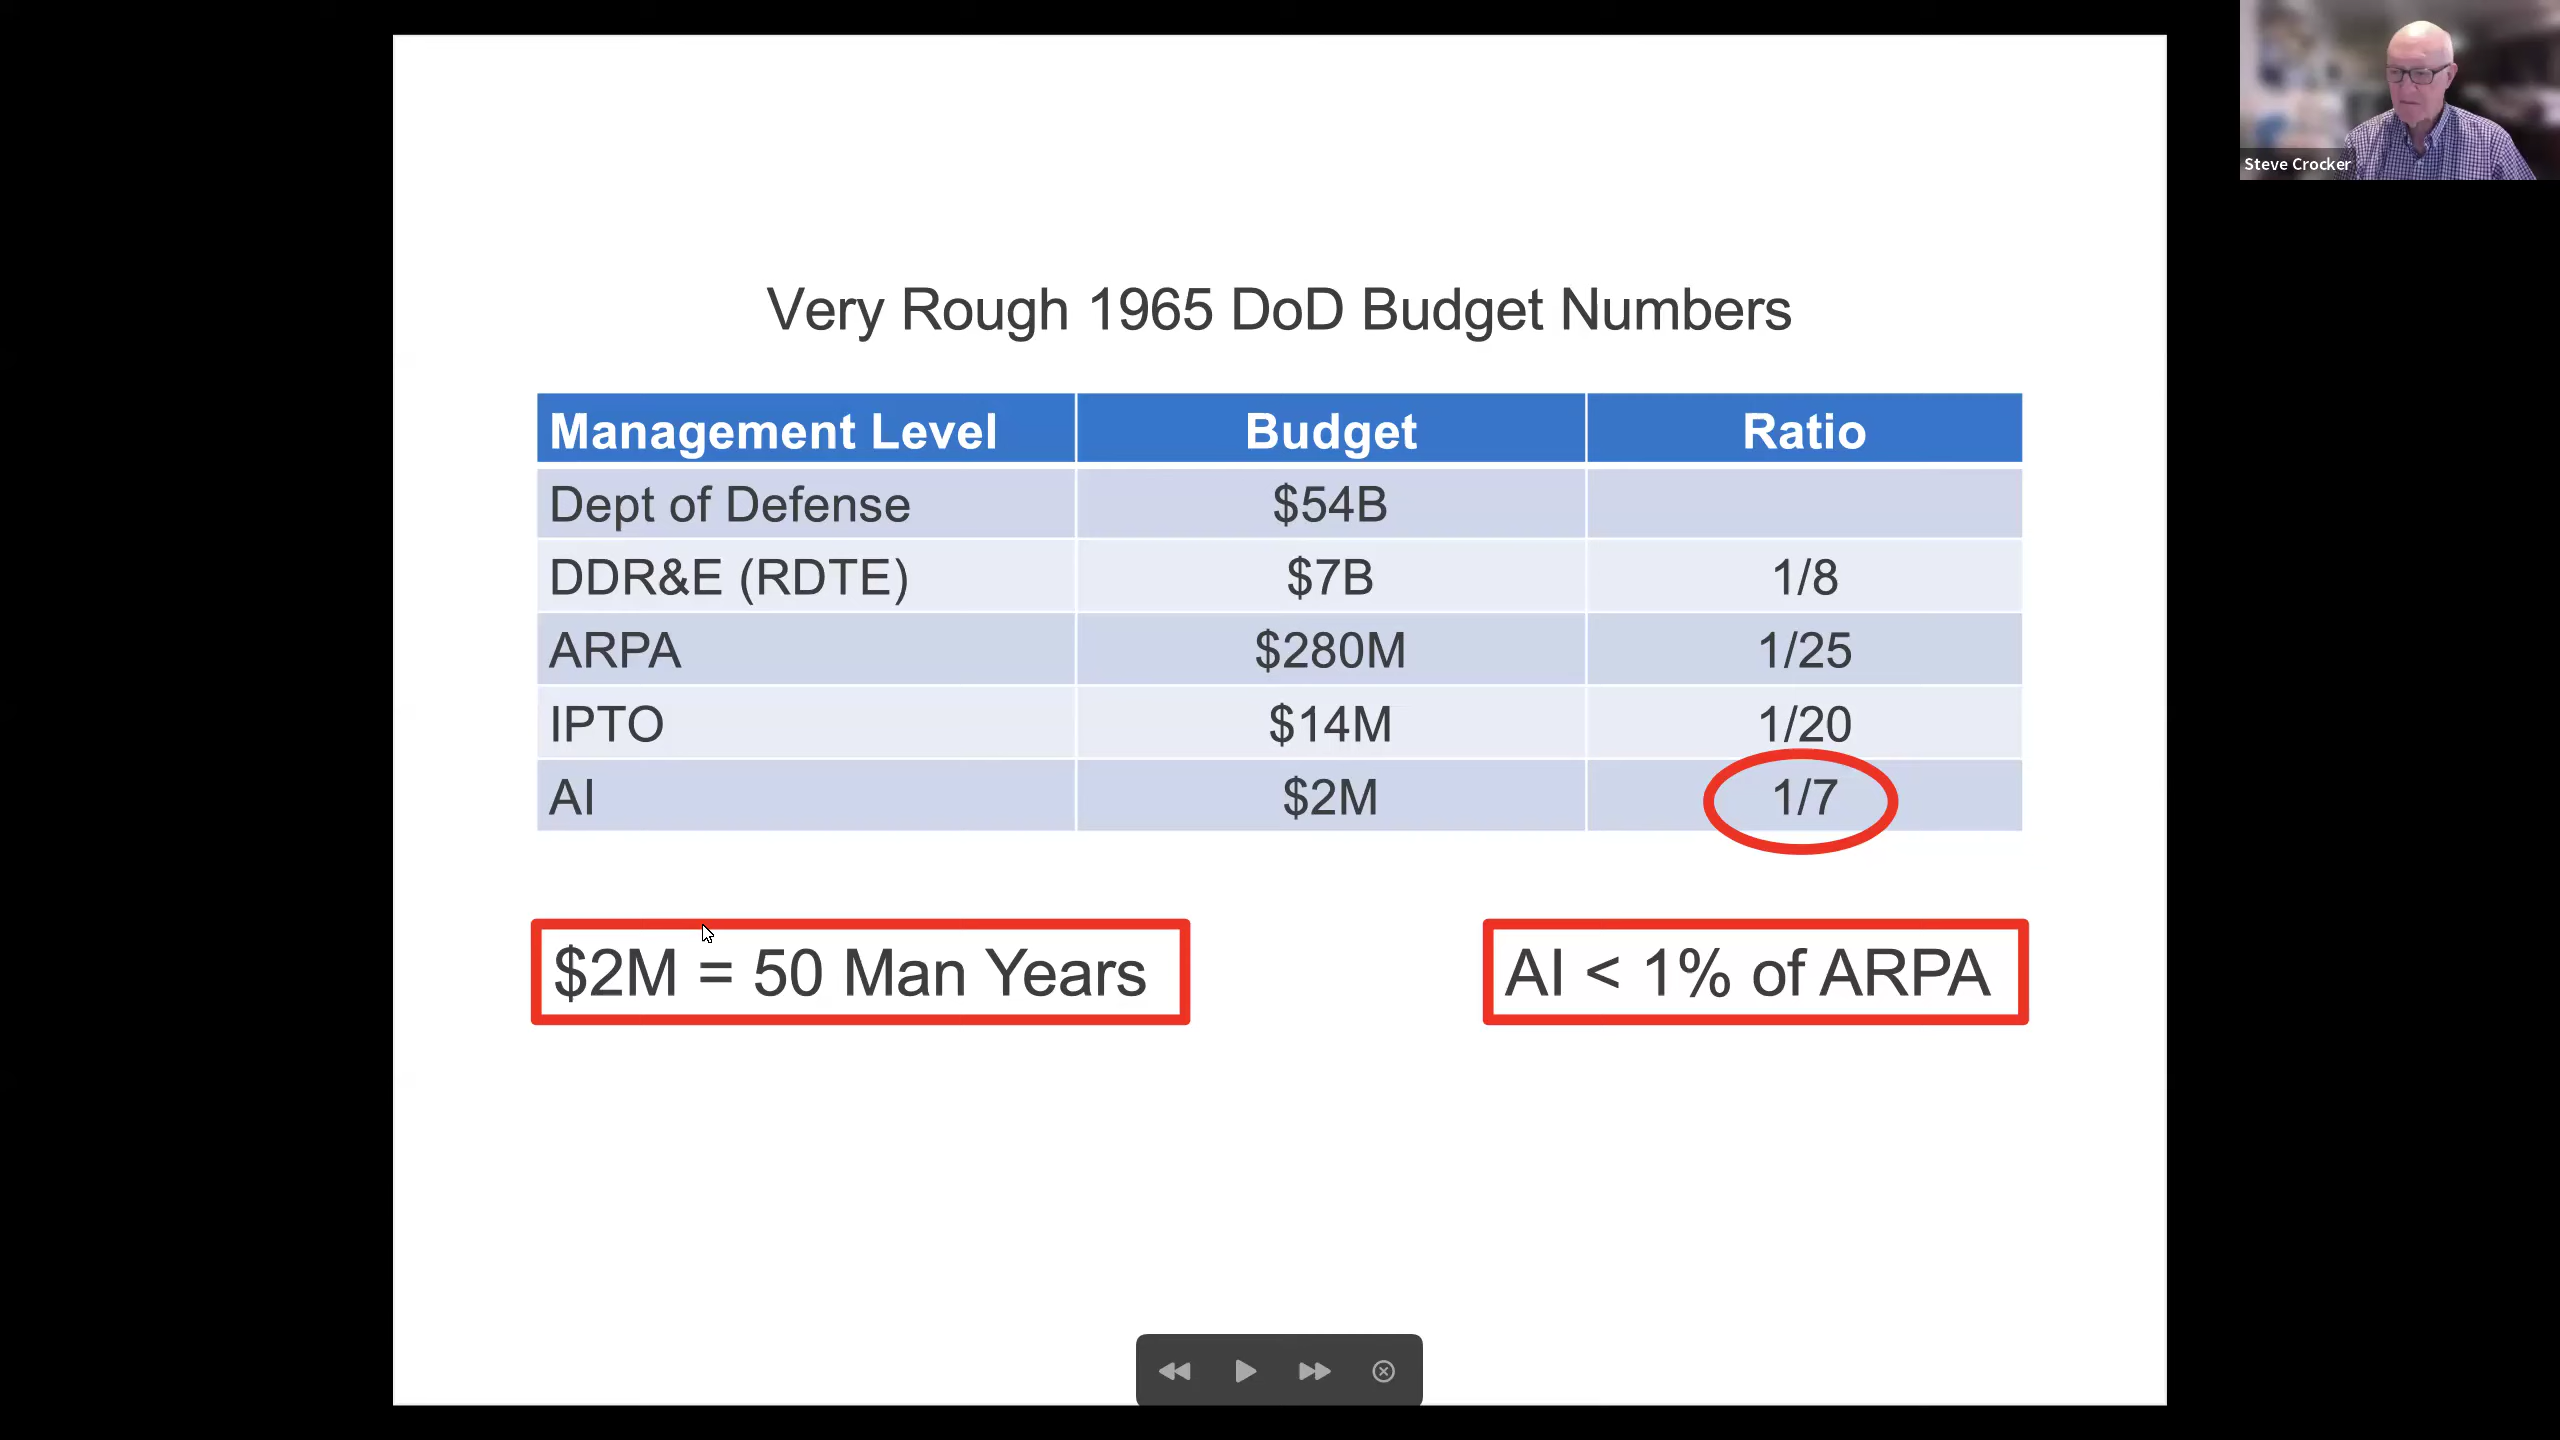 Steve Crocker
Very Rough 1965 DoD Budget Numbers
Management Level Budget Ratio
Dept of Defense $54B
DDR&E (RDTE) $7B 1/8
ARPA $280M 1/25
IPTO $14M 1/20
AI $2M 1/7
$2M = 50 Man Years
AI < 1% of ARPA